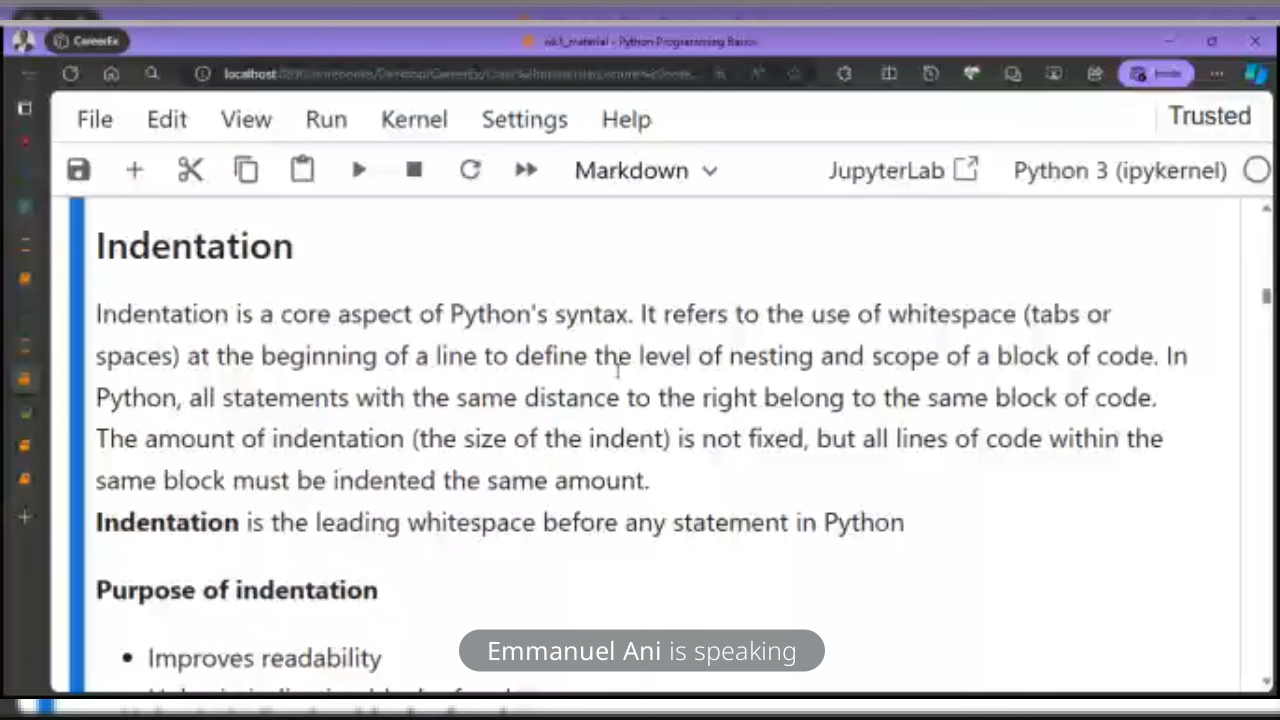 CareerEx
wk1_material - Python Programming Basics
localhost
File Edit View Run Kernel Settings Help Trusted
Markdown JupyterLab Python 3 (ipykernel)
Indentation
Indentation is a core aspect of Python's syntax. It refers to the use of whitespace (tabs or
spaces) at the beginning of a line to define the level of nesting and scope of a block of code. In
Python, all statements with the same distance to the right belong to the same block of code.
The amount of indentation (the size of the indent) is not fixed, but all lines of code within the
same block must be indented the same amount.
Indentation is the leading whitespace before any statement in Python
Purpose of indentation
• Improves readability
Emmanuel Ani is speaking